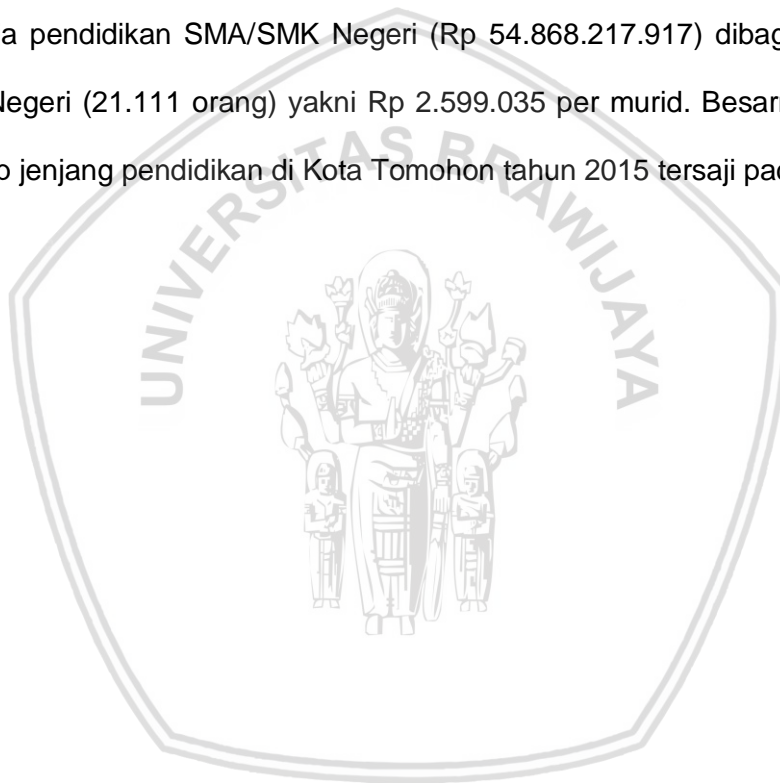 a pendidikan SMA/SMK Negeri (Rp 54.868.217.917) dibag
Negeri (21.111 orang) yakni Rp 2.599.035 per murid. Besar
jenjang pendidikan di Kota Tomohon tahun 2015 tersaji pad
UNIVERSITAS BRAWIJAYA